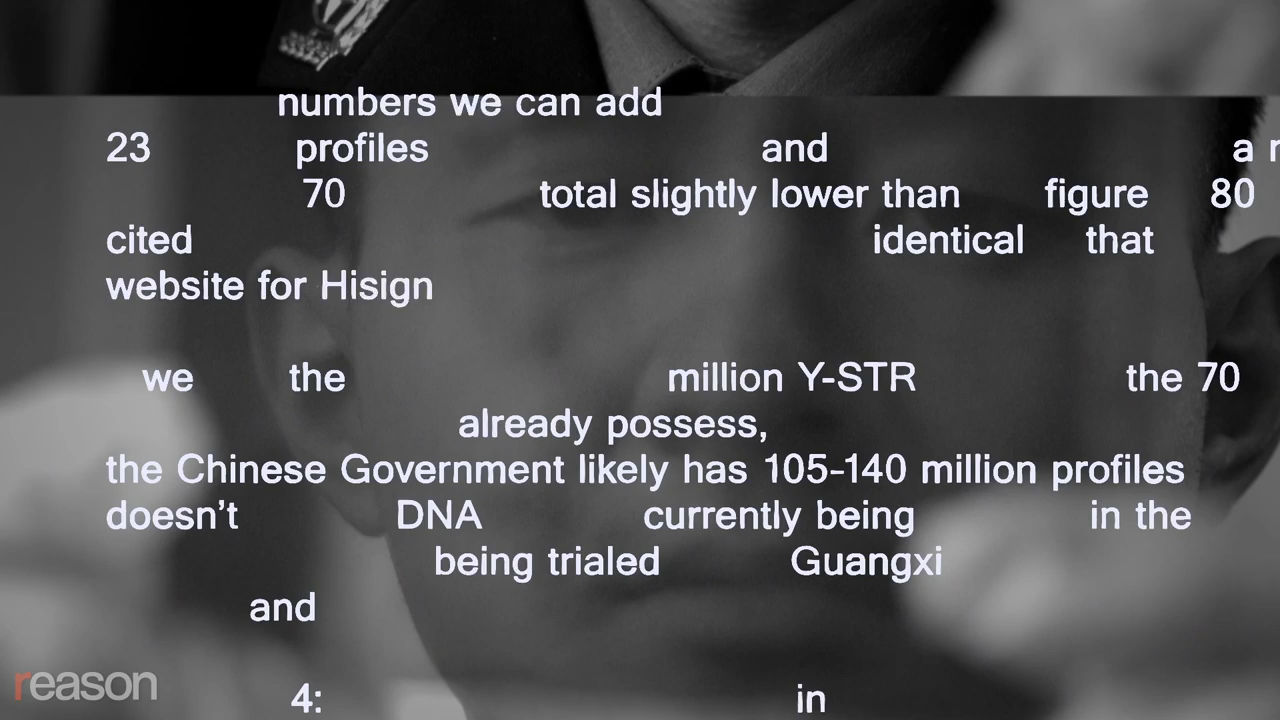 numbers we can add
23 profiles and a
70 total slightly lower than figure 80
cited identical that
website for Hisign
we the million Y-STR the 70
already possess,
the Chinese Government likely has 105-140 million profiles
doesn't DNA currently being in the
being trialed Guangxi
and
4: in
reason